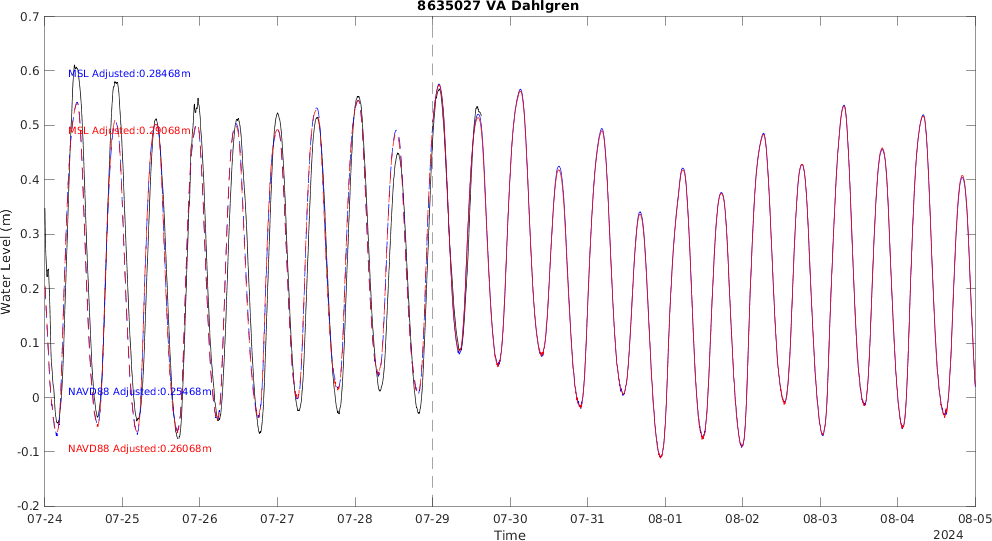 8635027 VA Dahlgren
0.7
0.6
0.5
0.4
0.3
0.2
0.1
0
-0.1
-0.2
Water Level (m)
MSL Adjusted:0.28468m
MSL Adjusted:0.29068m
NAVD88 Adjusted:0.25468m
NAVD88 Adjusted:0.26068m
07-24 07-25 07-26 07-27 07-28 07-29 07-30 07-31 08-01 08-02 08-03 08-04 08-05
Time
2024